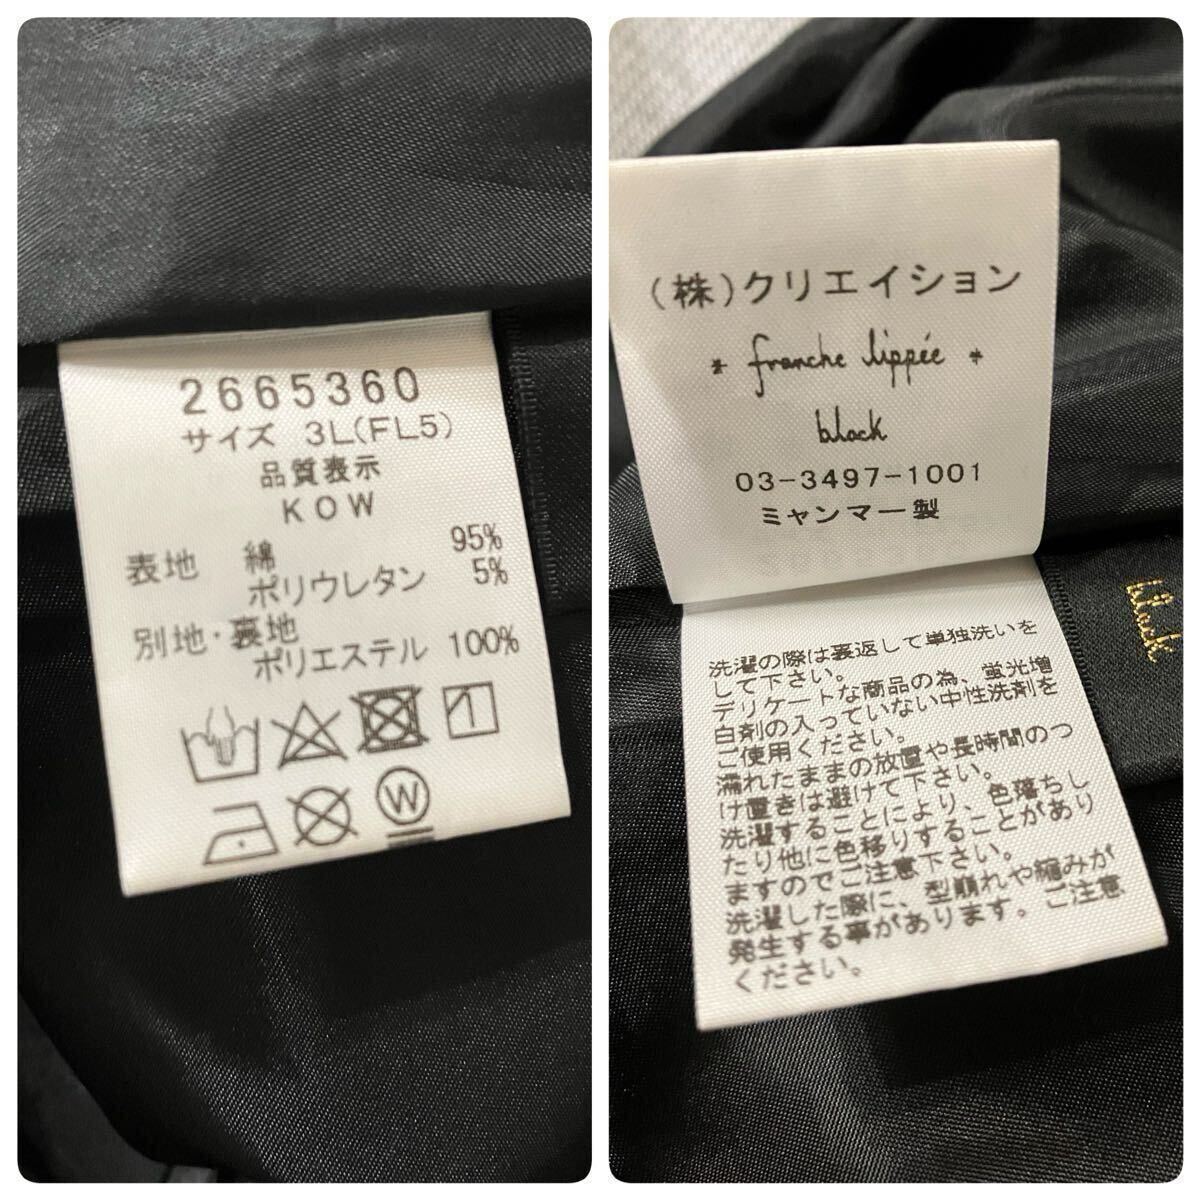 2665360
サイズ 3L(FL5)
品質表示
KOW
表地 綿 95%
ポリウレタン 5%
別地・裏地
ポリエステル 100%
W
(株)クリエイション
* franche lippée *
black
03-3497-1001
ミャンマー製
洗濯の際は裏返して単独洗いを
して下さい。
デリケートな商品の為、蛍光増
白剤の入っていない中性洗剤を
ご使用ください。
濡れたままの放置や長時間のつ
け置きは避けて下さい。
洗濯することにより、色落ちし
たり他に色移りすることがあり
ますのでご注意下さい。
洗濯した際に、型崩れや縮みが
発生する事があります。ご注意
ください。
black